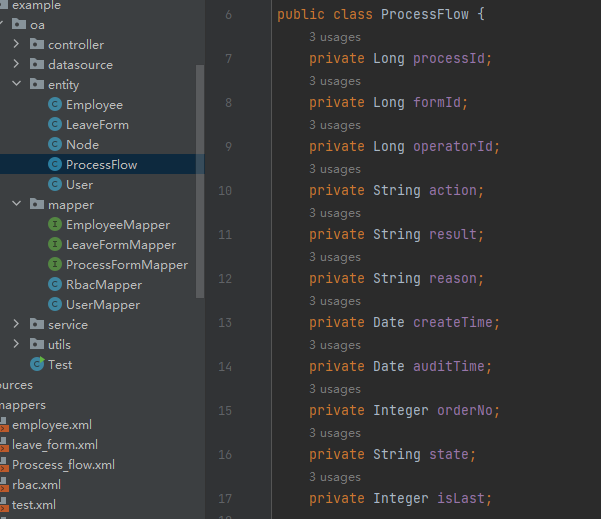 example
oa
controller
datasource
entity
Employee
LeaveForm
Node
ProcessFlow
User
mapper
EmployeeMapper
LeaveFormMapper
ProcessFormMapper
RbacMapper
UserMapper
service
utils
Test
ources
mappers
employee.xml
leave_form.xml
Proscess_flow.xml
rbac.xml
test.xml
6 public class ProcessFlow {
3 usages
7 private Long processId;
3 usages
8 private Long formId;
3 usages
9 private Long operatorId;
3 usages
10 private String action;
3 usages
11 private String result;
3 usages
12 private String reason;
3 usages
13 private Date createTime;
3 usages
14 private Date auditTime;
3 usages
15 private Integer orderNo;
3 usages
16 private String state;
3 usages
17 private Integer isLast;